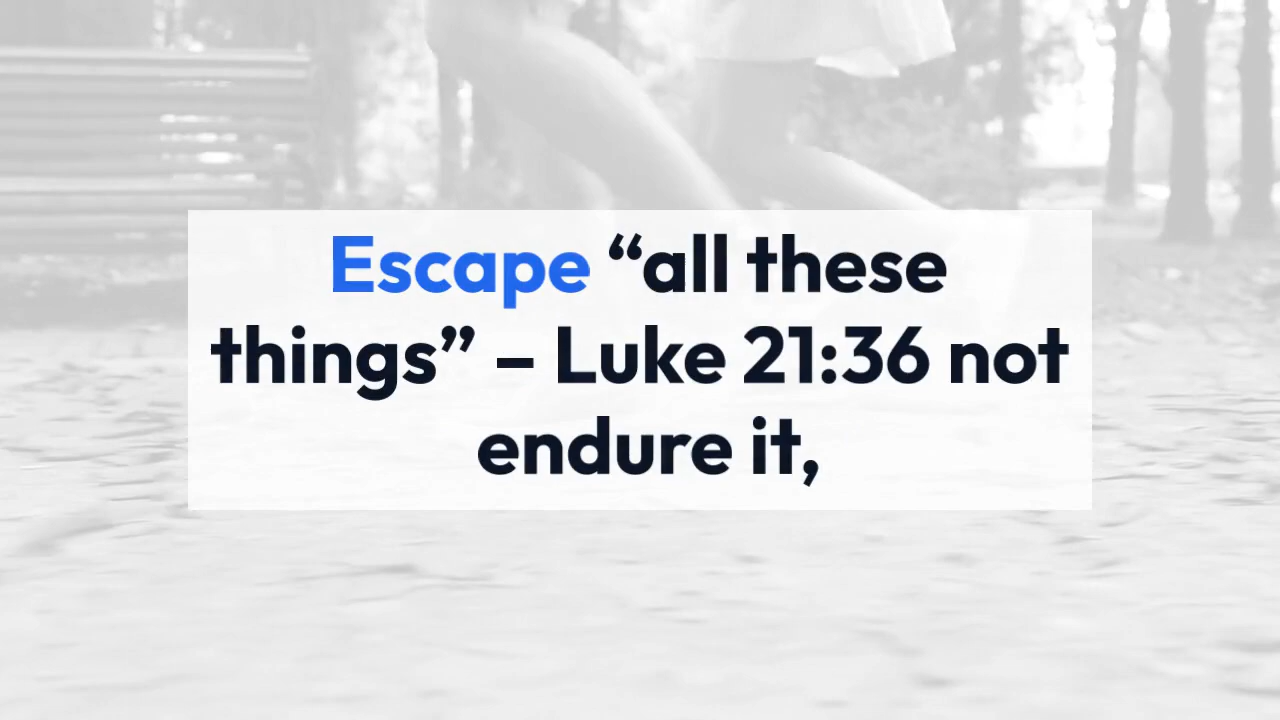 Escape “all these
things” – Luke 21:36 not
endure it,